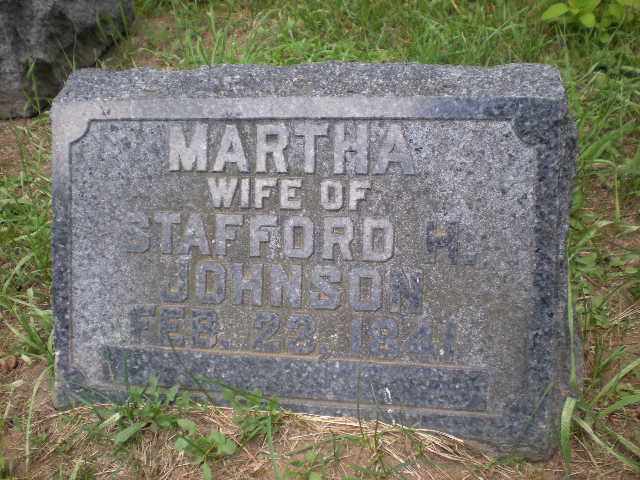 MARTHA
WIFE OF
STAFFORD H.
JOHNSON
FEB. 23, 1841